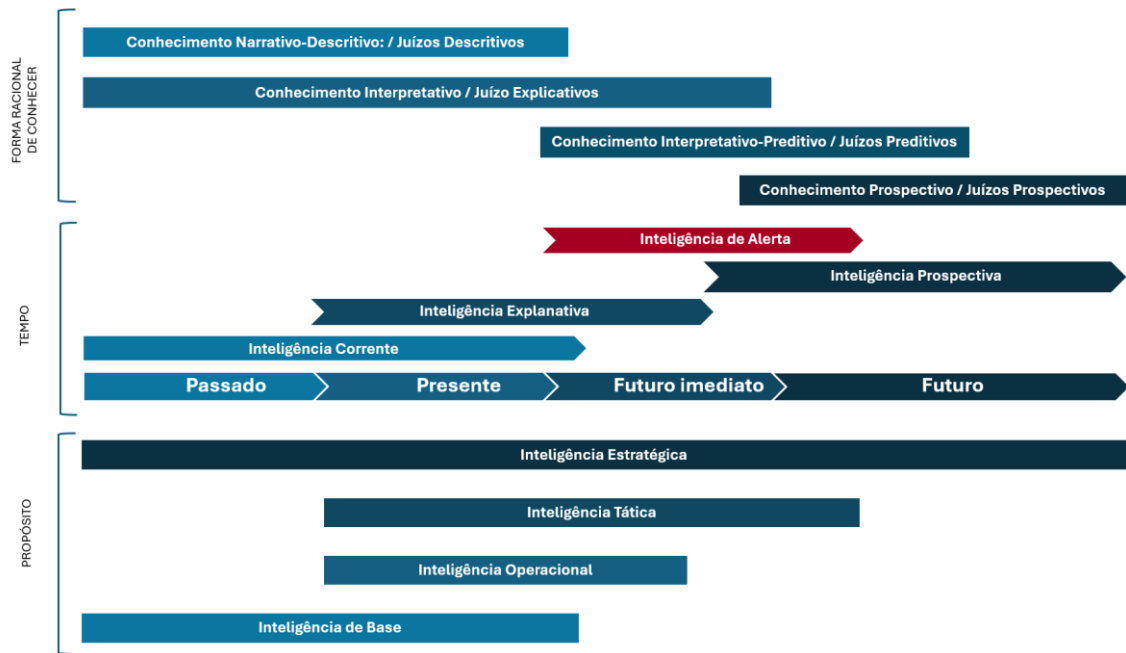 FORMA RACIONAL
DE CONHECER
Conhecimento Narrativo-Descritivo: / Juízos Descritivos
Conhecimento Interpretativo / Juízo Explicativos
Conhecimento Interpretativo-Preditivo / Juízos Preditivos
Conhecimento Prospectivo / Juízos Prospectivos
TEMPO
Inteligência de Alerta
Inteligência Prospectiva
Inteligência Explanativa
Inteligência Corrente
Passado
Presente
Futuro imediato
Futuro
PROPÓSITO
Inteligência Estratégica
Inteligência Tática
Inteligência Operacional
Inteligência de Base